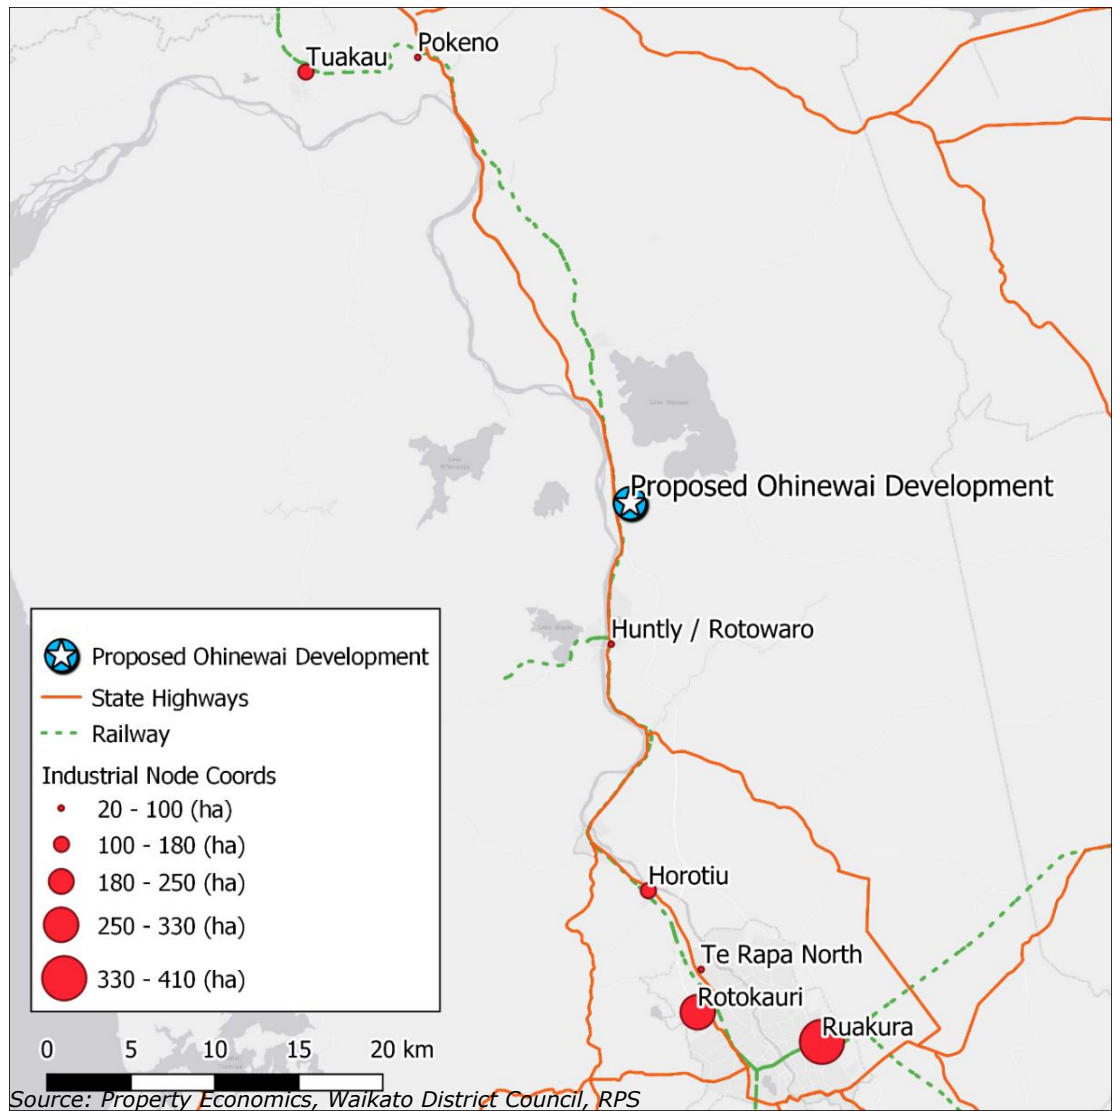 Pokeno
Tuakau
Proposed Ohinewai Development
Huntly / Rotowaro
Proposed Ohinewai Development
State Highways
Railway
Industrial Node Coords
20 - 100 (ha)
100 - 180 (ha)
180 - 250 (ha)
250 - 330 (ha)
330 - 410 (ha)
Horotiu
Te Rapa North
Rotokauri
Ruakura
0 5 10 15 20 km
Source: Property Economics, Waikato District Council, RPS